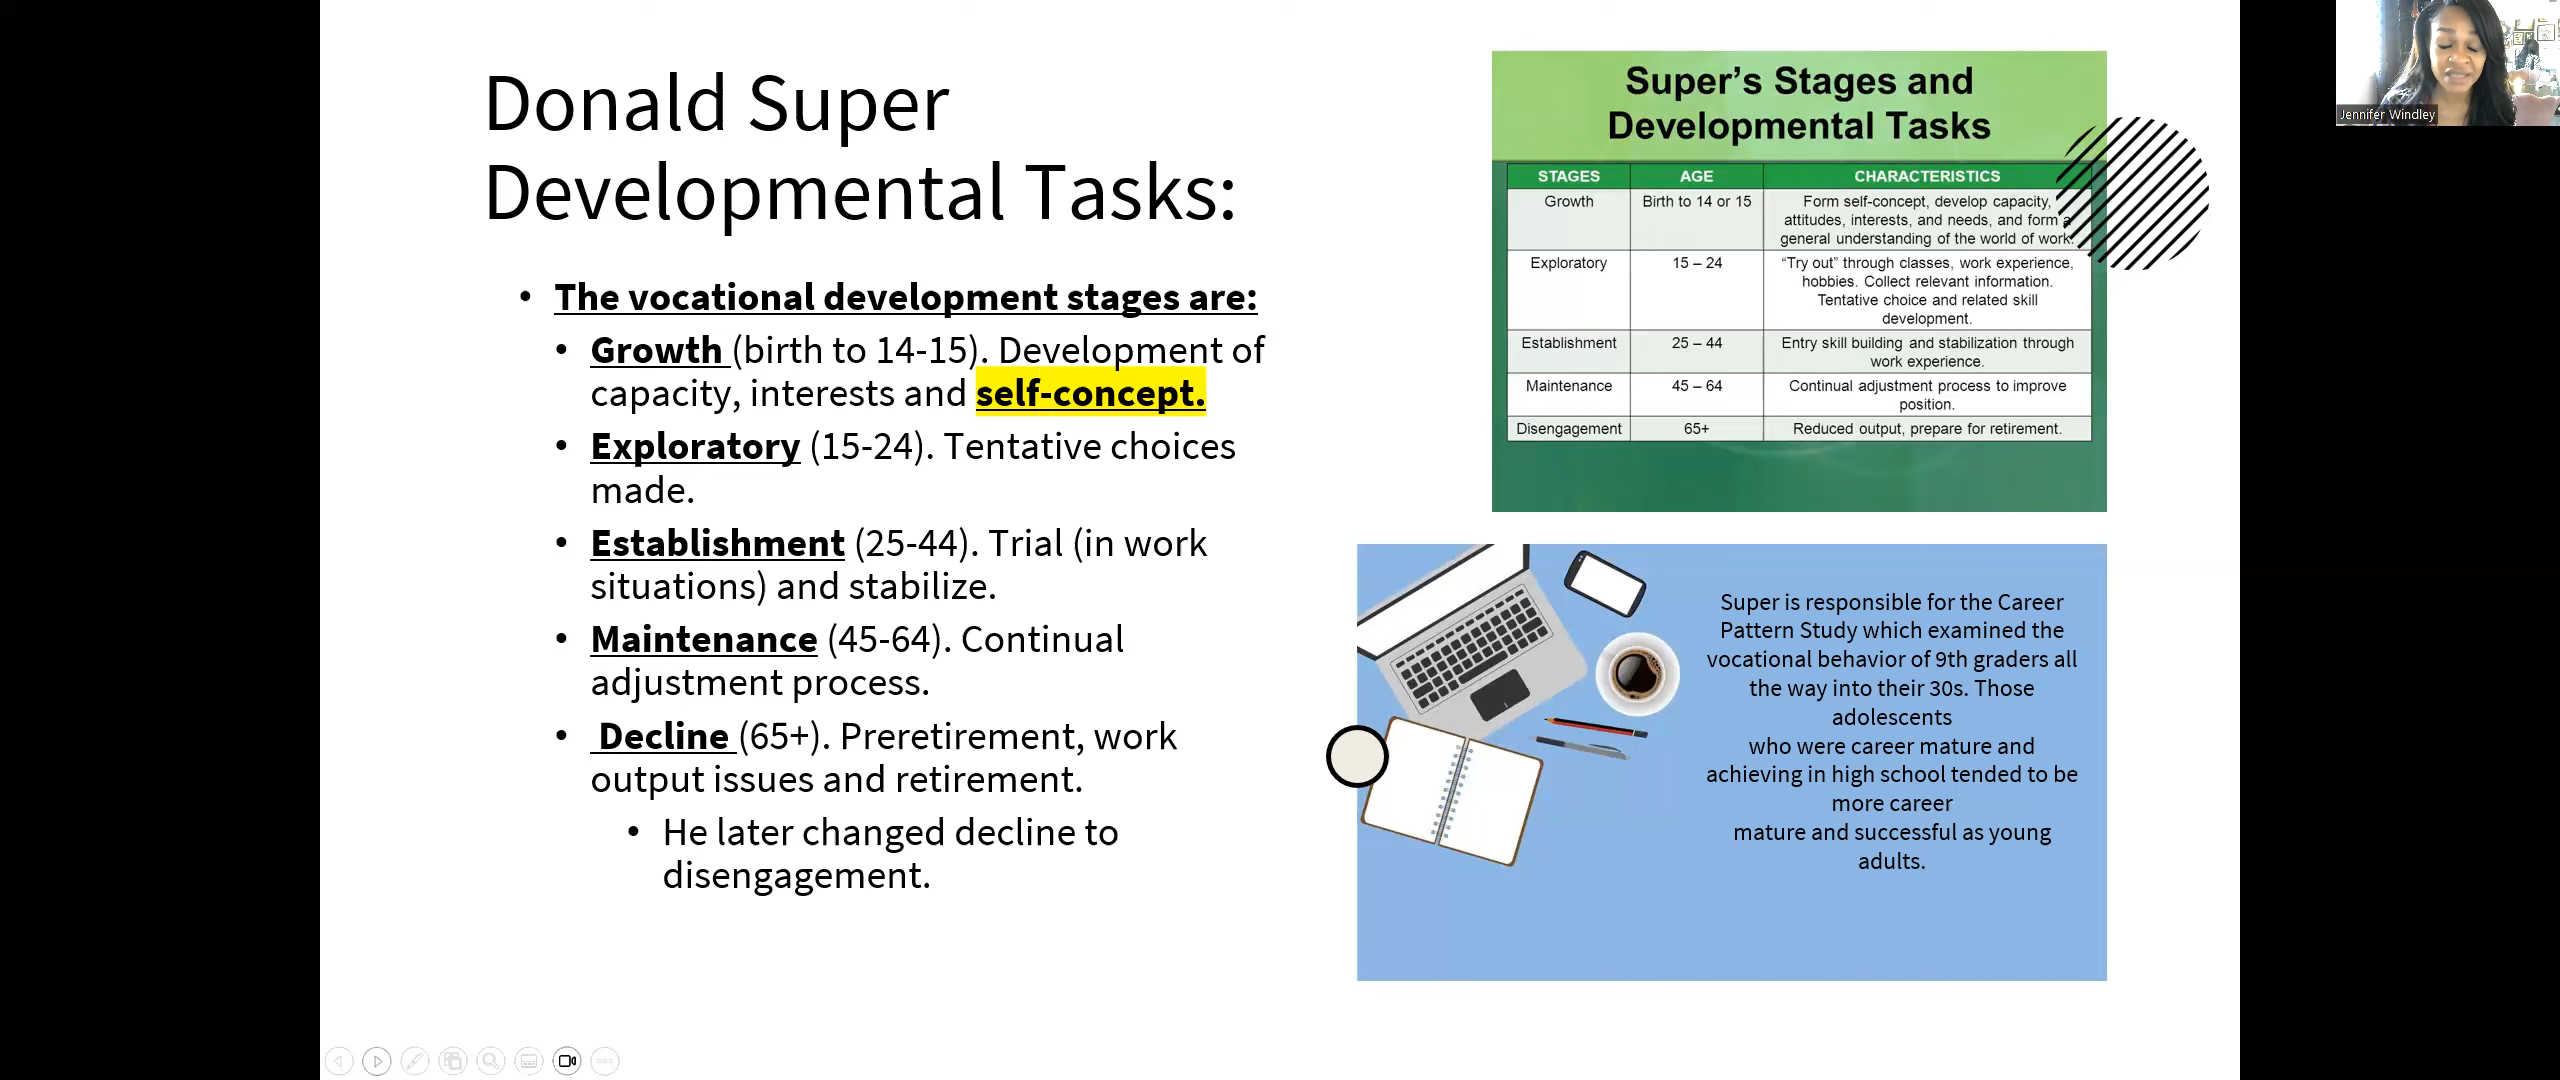 Donald Super
Developmental Tasks:
• The vocational development stages are:
• Growth (birth to 14-15). Development of
capacity, interests and self-concept.
• Exploratory (15-24). Tentative choices
made.
• Establishment (25-44). Trial (in work
situations) and stabilize.
• Maintenance (45-64). Continual
adjustment process.
• Decline (65+). Preretirement, work
output issues and retirement.
• He later changed decline to
disengagement.
Super's Stages and
Developmental Tasks
STAGES AGE CHARACTERISTICS
Growth Birth to 14 or 15 Form self-concept, develop capacity,
attitudes, interests, and needs, and form a
general understanding of the world of work.
Exploratory 15 – 24 "Try out" through classes, work experience,
hobbies. Collect relevant information.
Tentative choice and related skill
development.
Establishment 25 – 44 Entry skill building and stabilization through
work experience.
Maintenance 45 – 64 Continual adjustment process to improve
position.
Disengagement 65+ Reduced output, prepare for retirement.
Super is responsible for the Career
Pattern Study which examined the
vocational behavior of 9th graders all
the way into their 30s. Those
adolescents
who were career mature and
achieving in high school tended to be
more career
mature and successful as young
adults.
Jennifer Windley